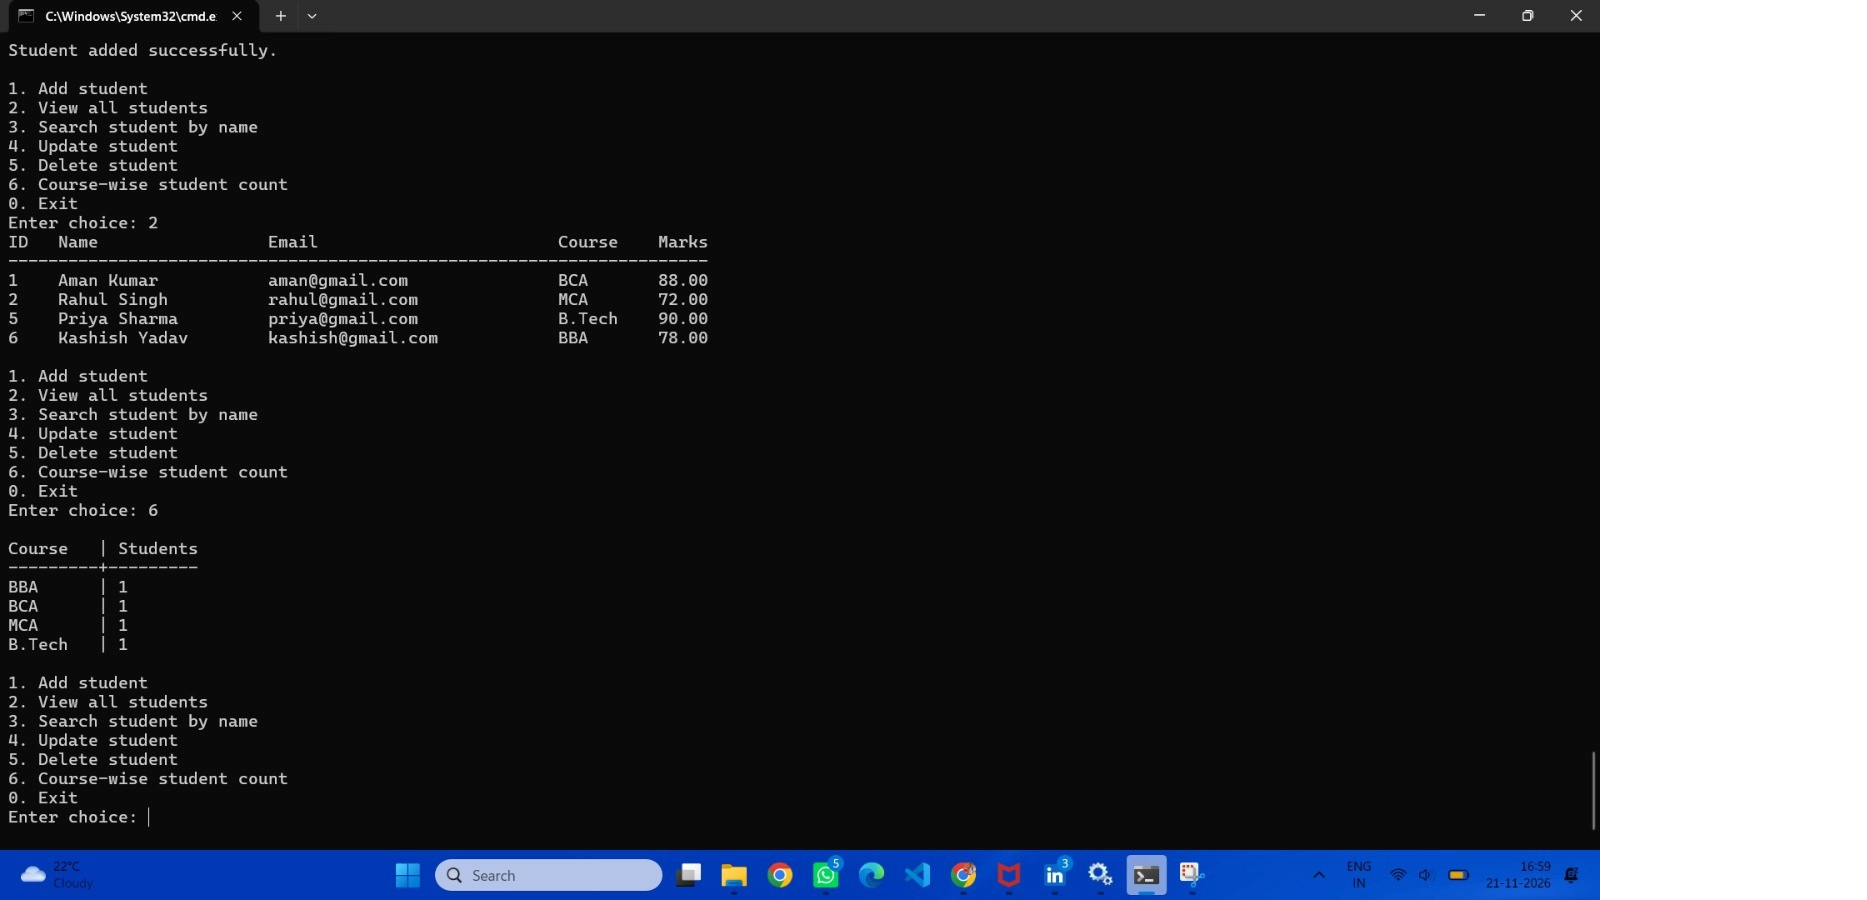 C:\Windows\System32\cmd.e
Student added successfully.
1. Add student
2. View all students
3. Search student by name
4. Update student
5. Delete student
6. Course-wise student count
0. Exit
Enter choice: 2
ID Name Email Course Marks
----------------------------------------------------------------------
1 Aman Kumar aman@gmail.com BCA 88.00
2 Rahul Singh rahul@gmail.com MCA 72.00
5 Priya Sharma priya@gmail.com B.Tech 90.00
6 Kashish Yadav kashish@gmail.com BBA 78.00
1. Add student
2. View all students
3. Search student by name
4. Update student
5. Delete student
6. Course-wise student count
0. Exit
Enter choice: 6
Course | Students
---------+---------
BBA | 1
BCA | 1
MCA | 1
B.Tech | 1
1. Add student
2. View all students
3. Search student by name
4. Update student
5. Delete student
6. Course-wise student count
0. Exit
Enter choice:
22°C
Cloudy
Search
5
in
3
ENG
IN
16:59
21-11-2026